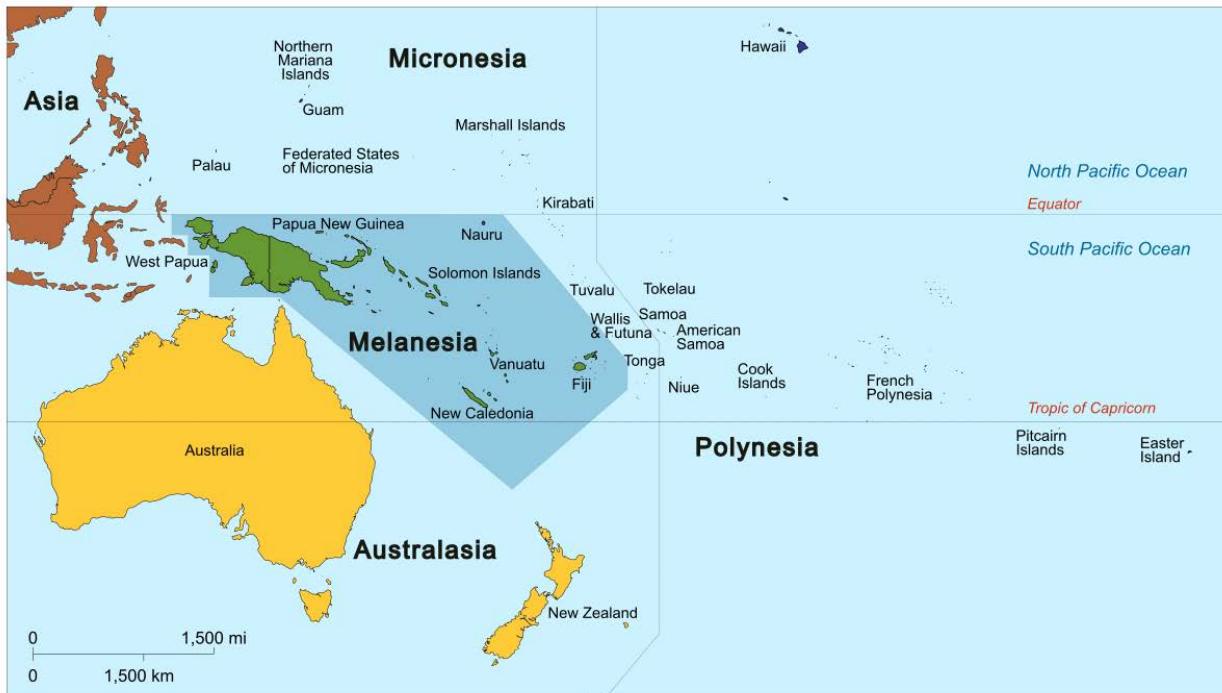 Northern
Mariana
Islands
Micronesia
Hawaii
Asia
Guam
Marshall Islands
Palau
Federated States
of Micronesia
North Pacific Ocean
Kirabati
Equator
Papua New Guinea
Nauru
South Pacific Ocean
West Papua
Solomon Islands
Tuvalu
Tokelau
Wallis
& Futuna
Samoa
American
Samoa
Melanesia
Vanuatu
Fiji
Tonga
Niue
Cook
Islands
French
Polynesia
New Caledonia
Tropic of Capricorn
Australia
Polynesia
Pitcairn
Islands
Easter
Island
Australasia
New Zealand
0 1,500 mi
0 1,500 km